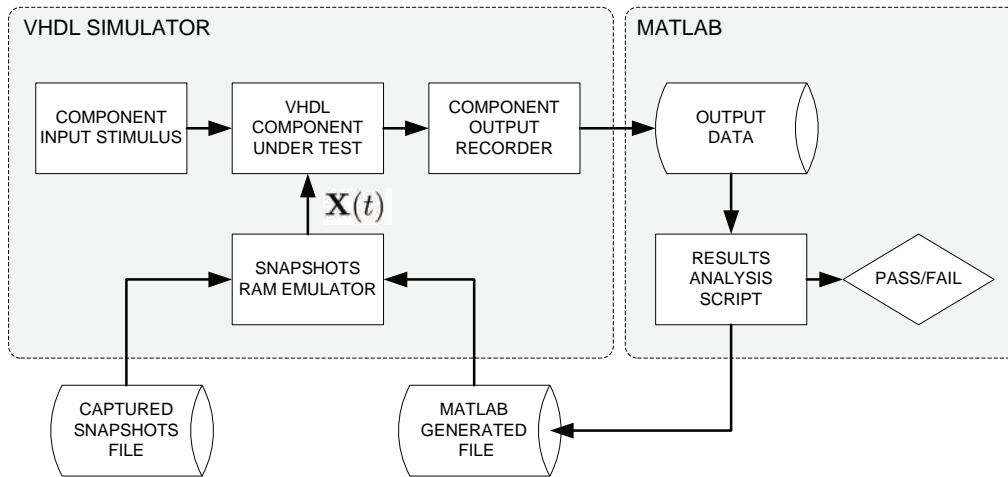 VHDL SIMULATOR
MATLAB
COMPONENT
INPUT STIMULUS
VHDL
COMPONENT
UNDER TEST
COMPONENT
OUTPUT
RECORDER
OUTPUT
DATA
X(t)
SNAPSHOTS
RAM EMULATOR
RESULTS
ANALYSIS
SCRIPT
PASS/FAIL
CAPTURED
SNAPSHOTS
FILE
MATLAB
GENERATED
FILE